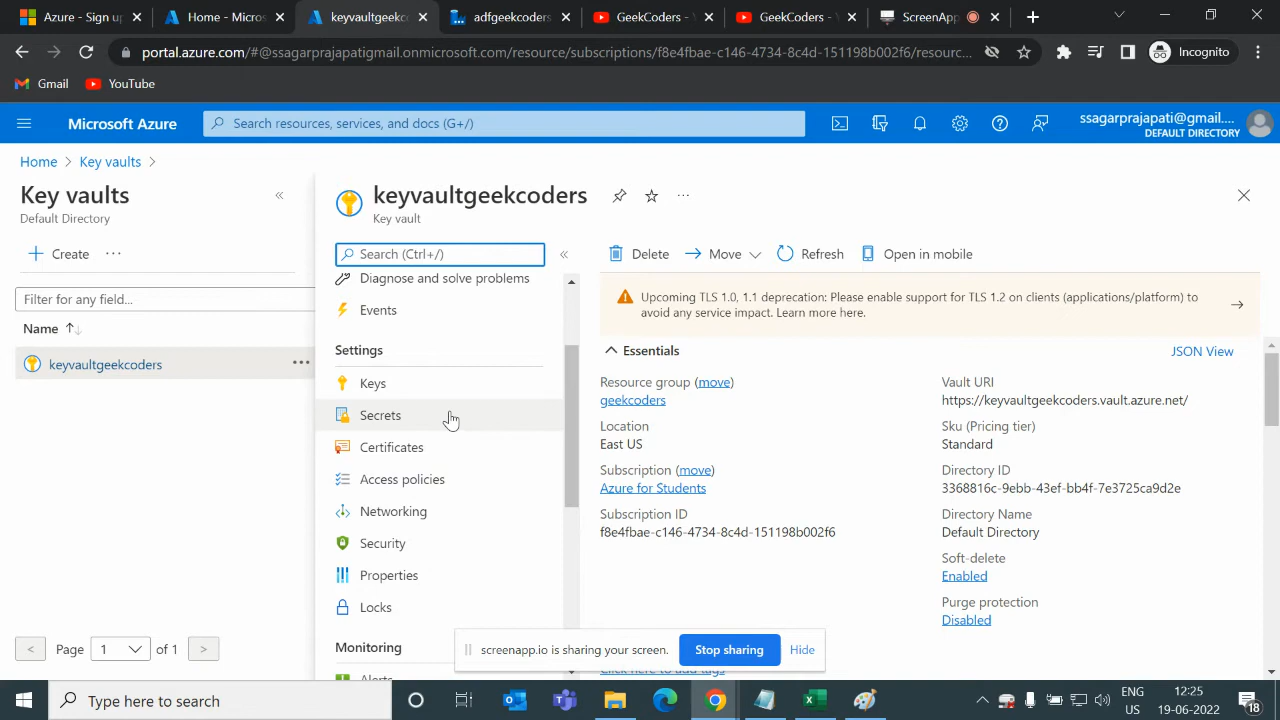 Azure - Sign up
Home - Microsoft
keyvaultgeekco
adfgeekcoders
GeekCoders - Y
GeekCoders - Y
ScreenApp
portal.azure.com/#@ssagarprajapatigmail.onmicrosoft.com/resource/subscriptions/f8e4fbae-c146-4734-8c4d-151198b002f6/resourc...
Incognito
Gmail
YouTube
Microsoft Azure
Search resources, services, and docs (G+/)
ssagarprajapati@gmail....
DEFAULT DIRECTORY
Home > Key vaults >
Key vaults
Default Directory
+ Create ...
Filter for any field...
Name
keyvaultgeekcoders
< Page 1 of 1 >
keyvaultgeekcoders
Key vault
Search (Ctrl+/)
Diagnose and solve problems
Events
Settings
Keys
Secrets
Certificates
Access policies
Networking
Security
Properties
Locks
Monitoring
Alerts
Delete Move Refresh Open in mobile
Upcoming TLS 1.0, 1.1 deprecation: Please enable support for TLS 1.2 on clients (applications/platform) to
avoid any service impact. Learn more here.
Essentials
JSON View
Resource group (move)
geekcoders
Location
East US
Subscription (move)
Azure for Students
Subscription ID
f8e4fbae-c146-4734-8c4d-151198b002f6
Vault URI
https://keyvaultgeekcoders.vault.azure.net/
Sku (Pricing tier)
Standard
Directory ID
3368816c-9ebb-43ef-bb4f-7e3725ca9d2e
Directory Name
Default Directory
Soft-delete
Enabled
Purge protection
Disabled
Click here to add tags
screenapp.io is sharing your screen.
Stop sharing
Hide
Type here to search
ENG
US
12:25
19-06-2022
18